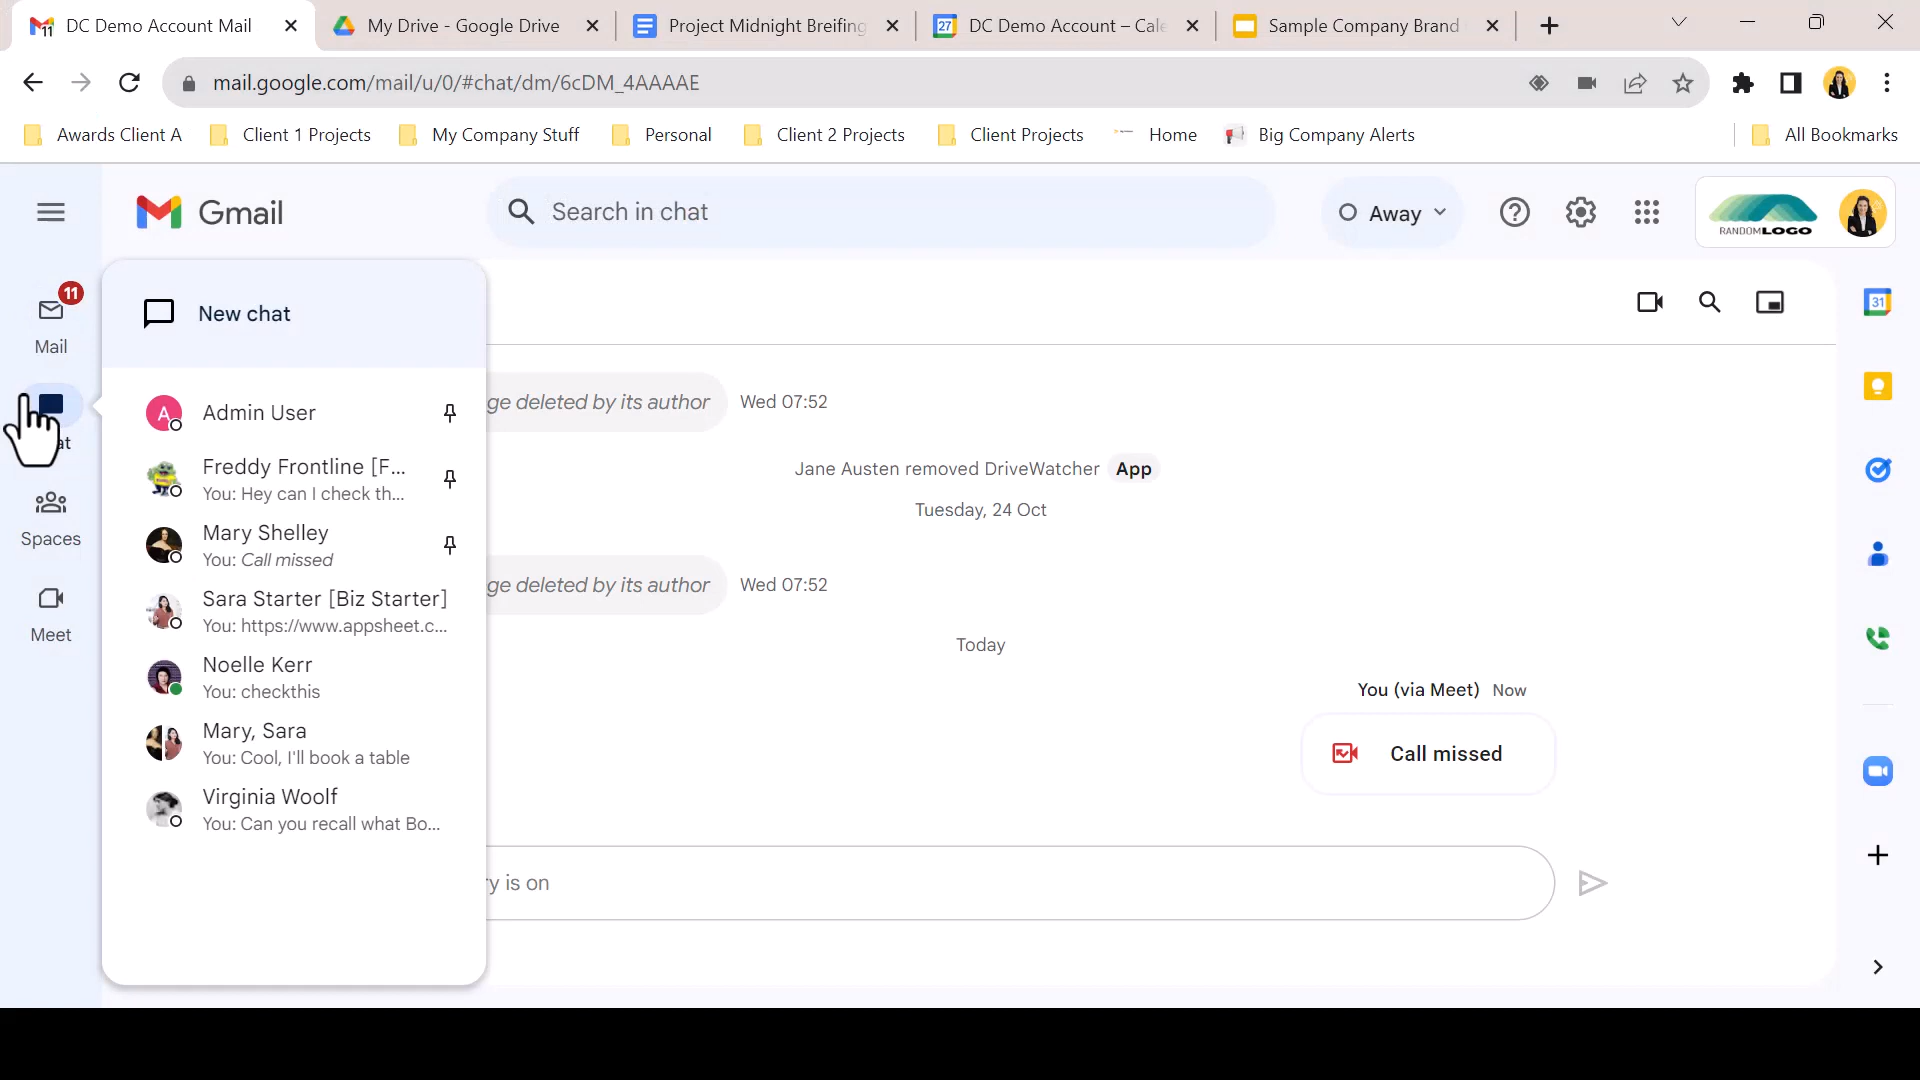 11
DC Demo Account Mail
My Drive - Google Drive
Project Midnight Breifing
27
DC Demo Account – Cale
Sample Company Brand
mail.google.com/mail/u/0/#chat/dm/6cDM_4AAAAE
Awards Client A
Client 1 Projects
My Company Stuff
Personal
Client 2 Projects
Client Projects
Home
Big Company Alerts
All Bookmarks
Gmail
Search in chat
Away
RANDOMLOGO
11
Mail
at
Spaces
Meet
New chat
A
Admin User
Freddy Frontline [F...
You: Hey can I check th...
Mary Shelley
You: Call missed
Sara Starter [Biz Starter]
You: https://www.appsheet.c...
Noelle Kerr
You: checkthis
Mary, Sara
You: Cool, I'll book a table
Virginia Woolf
You: Can you recall what Bo...
ge deleted by its author
Wed 07:52
Jane Austen removed DriveWatcher App
Tuesday, 24 Oct
ge deleted by its author
Wed 07:52
Today
You (via Meet) Now
Call missed
ry is on
31